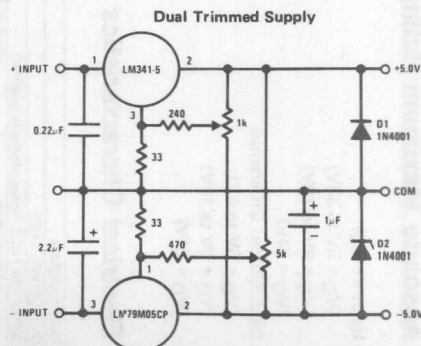 Dual Trimmed Supply
+ INPUT
1
LM341-5
2
+5.0V
3
240
1k
D1
1N4001
0.22μF
33
COM
33
+
1μF
−
+
2.2μF
470
5k
D2
1N4001
1
− INPUT
3
LM79M05CP
2
−5.0V